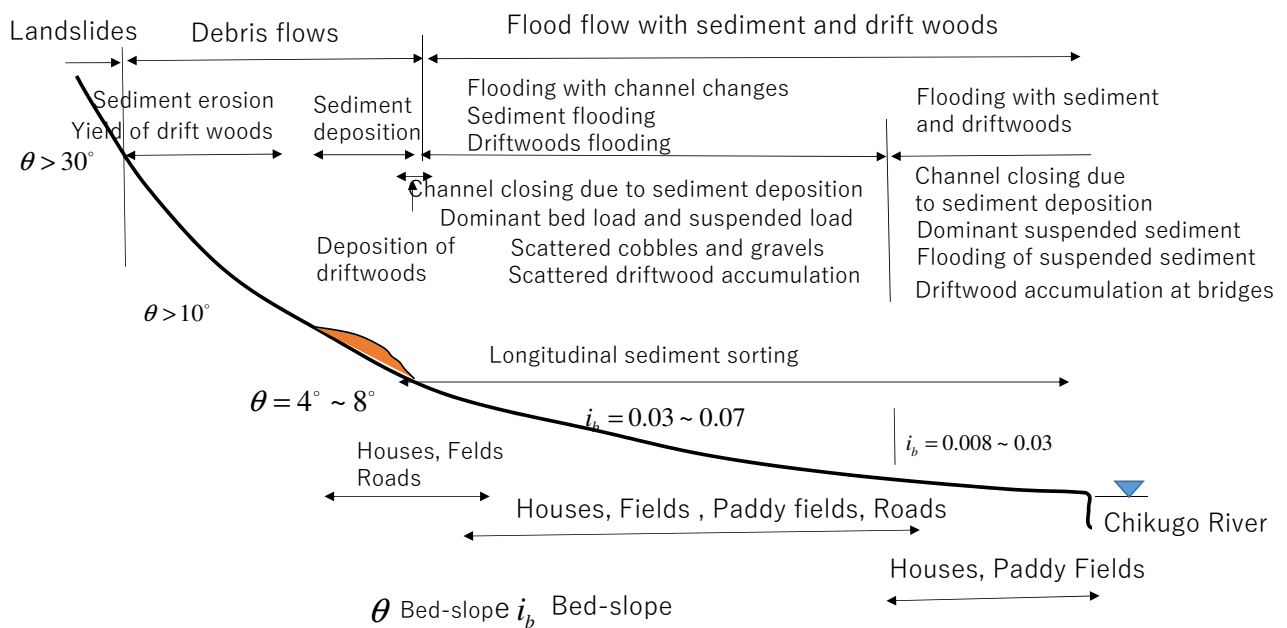 Landslides
Debris flows
Flood flow with sediment and drift woods
Sediment erosion
Yield of drift woods
Sediment
deposition
Flooding with channel changes
Sediment flooding
Driftwoods flooding
Flooding with sediment
and driftwoods
θ > 30°
Channel closing due to sediment deposition
Dominant bed load and suspended load
Scattered cobbles and gravels
Scattered driftwood accumulation
Deposition of
driftwoods
Channel closing due
to sediment deposition
Dominant suspended sediment
Flooding of suspended sediment
Driftwood accumulation at bridges
θ > 10°
Longitudinal sediment sorting
θ = 4° ~ 8°
i_b = 0.03 ~ 0.07
i_b = 0.008 ~ 0.03
Houses, Felds
Roads
Houses, Fields , Paddy fields, Roads
Chikugo River
Houses, Paddy Fields
θ Bed-slope i_b Bed-slope